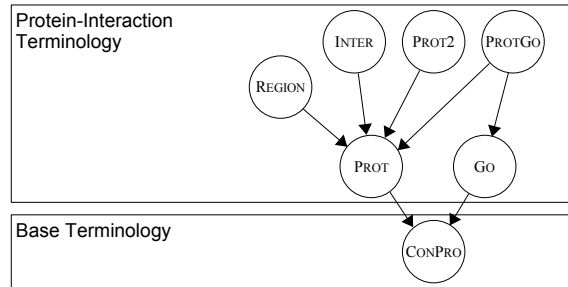 Protein-Interaction
Terminology
INTER
PROT2
PROTGO
REGION
PROT
GO
Base Terminology
CONPRO